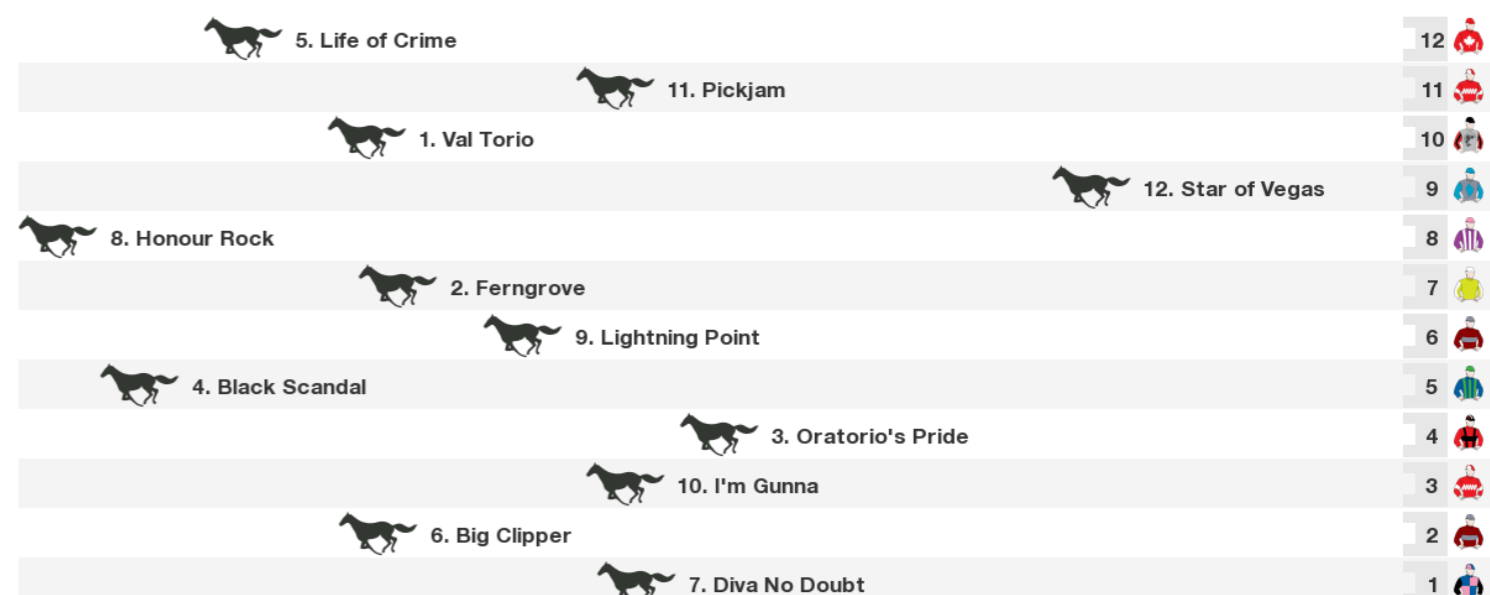 5. Life of Crime 12
11. Pickjam 11
1. Val Torio 10
12. Star of Vegas 9
8. Honour Rock 8
2. Ferngrove 7
9. Lightning Point 6
4. Black Scandal 5
3. Oratorio's Pride 4
10. I'm Gunna 3
6. Big Clipper 2
7. Diva No Doubt 1